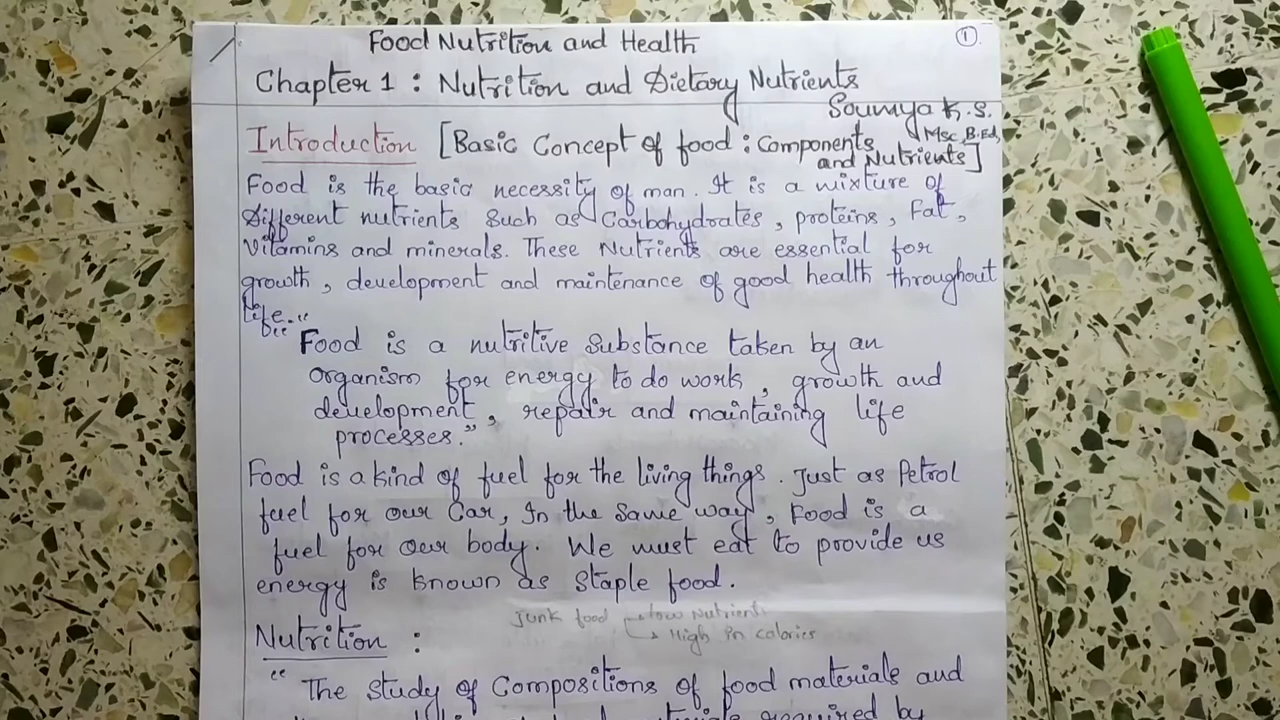 Food Nutrition and Health
1
Chapter 1 : Nutrition and Dietary Nutrients
Soumya K.S.
Msc, B.Ed,
Introduction [Basic Concept of food : Components
and Nutrients]
Food is the basic necessity of man. It is a mixture of
Different nutrients Such as Carbohydrates, proteins, Fat,
Vitamins and minerals. These Nutrients are essential for
growth, development and maintenance of good health throughout
life.
"Food is a nutritive Substance taken by an
organism for energy to do work, growth and
development, repair and maintaining life
processes."
Food is a kind of fuel for the living things. Just as Petrol
fuel for our Car, In the Same way, Food is a
fuel for our body. We must eat to provide us
energy is known as Staple food.
Junk food low Nutrients
→ High in calories
Nutrition :
"The Study of Compositions of food materials and
required by